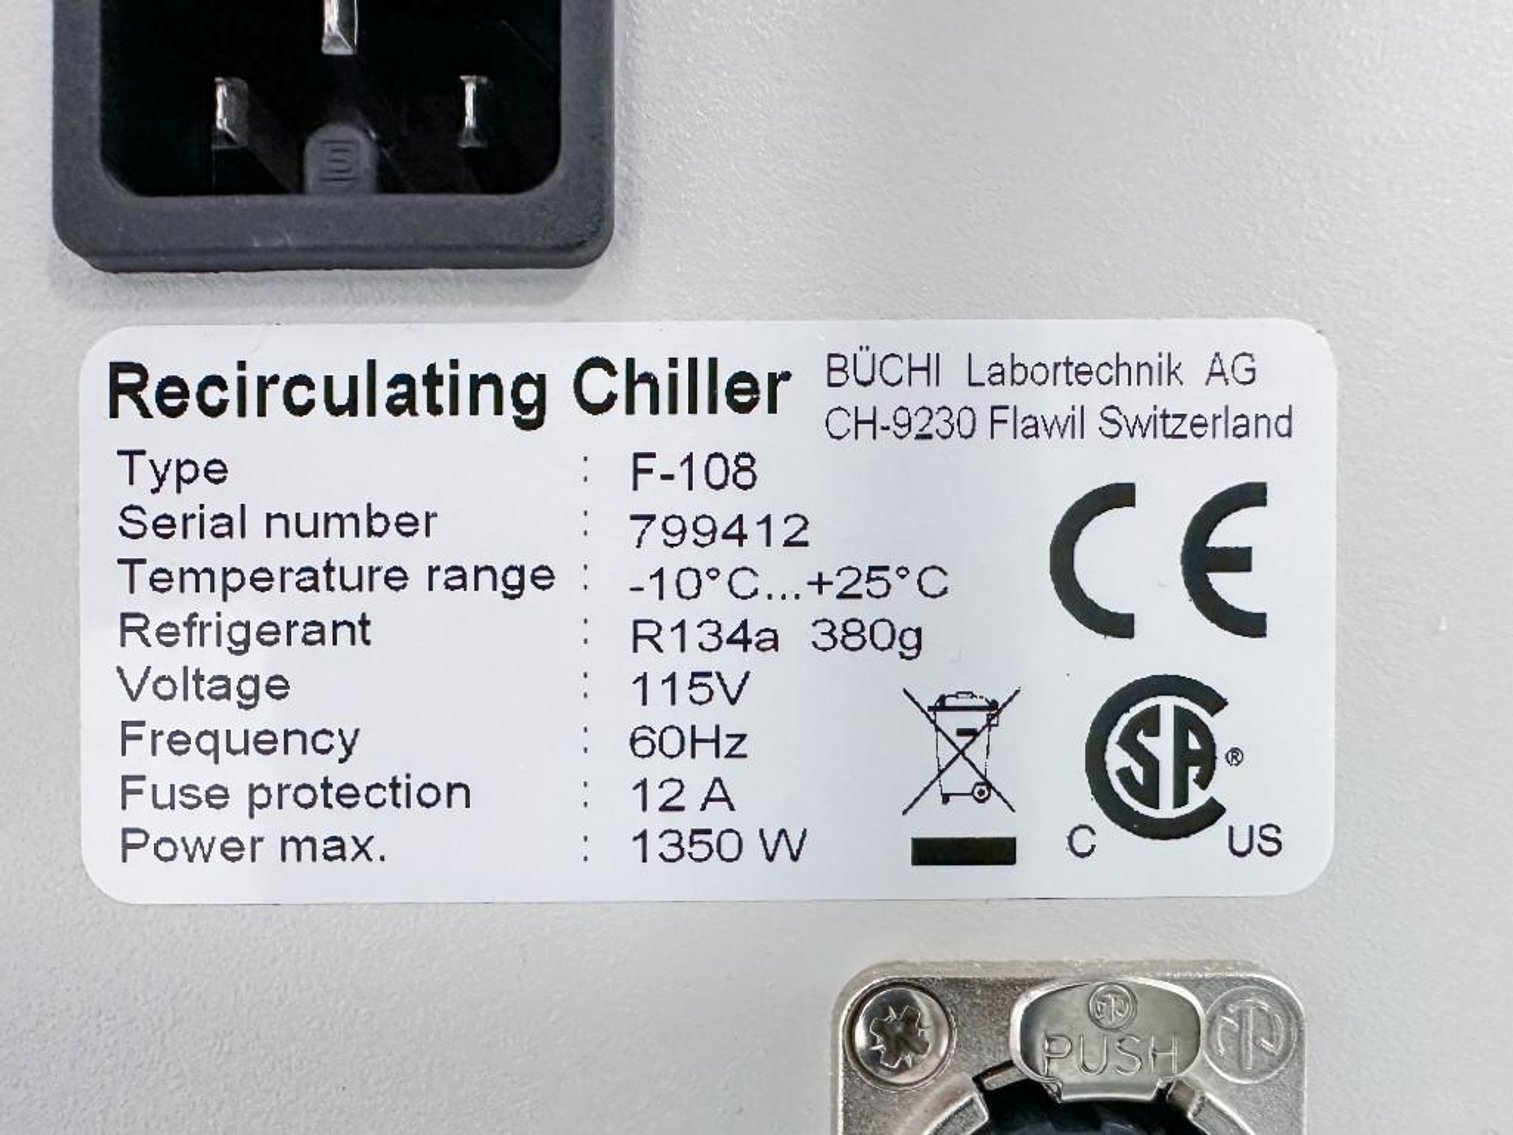 Recirculating Chiller
BÜCHI Labortechnik AG
CH-9230 Flawil Switzerland
Type : F-108
Serial number : 799412
Temperature range : -10°C...+25°C
Refrigerant : R134a 380g
Voltage : 115V
Frequency : 60Hz
Fuse protection : 12 A
Power max. : 1350 W
CE
CSA®
C US
PUSH